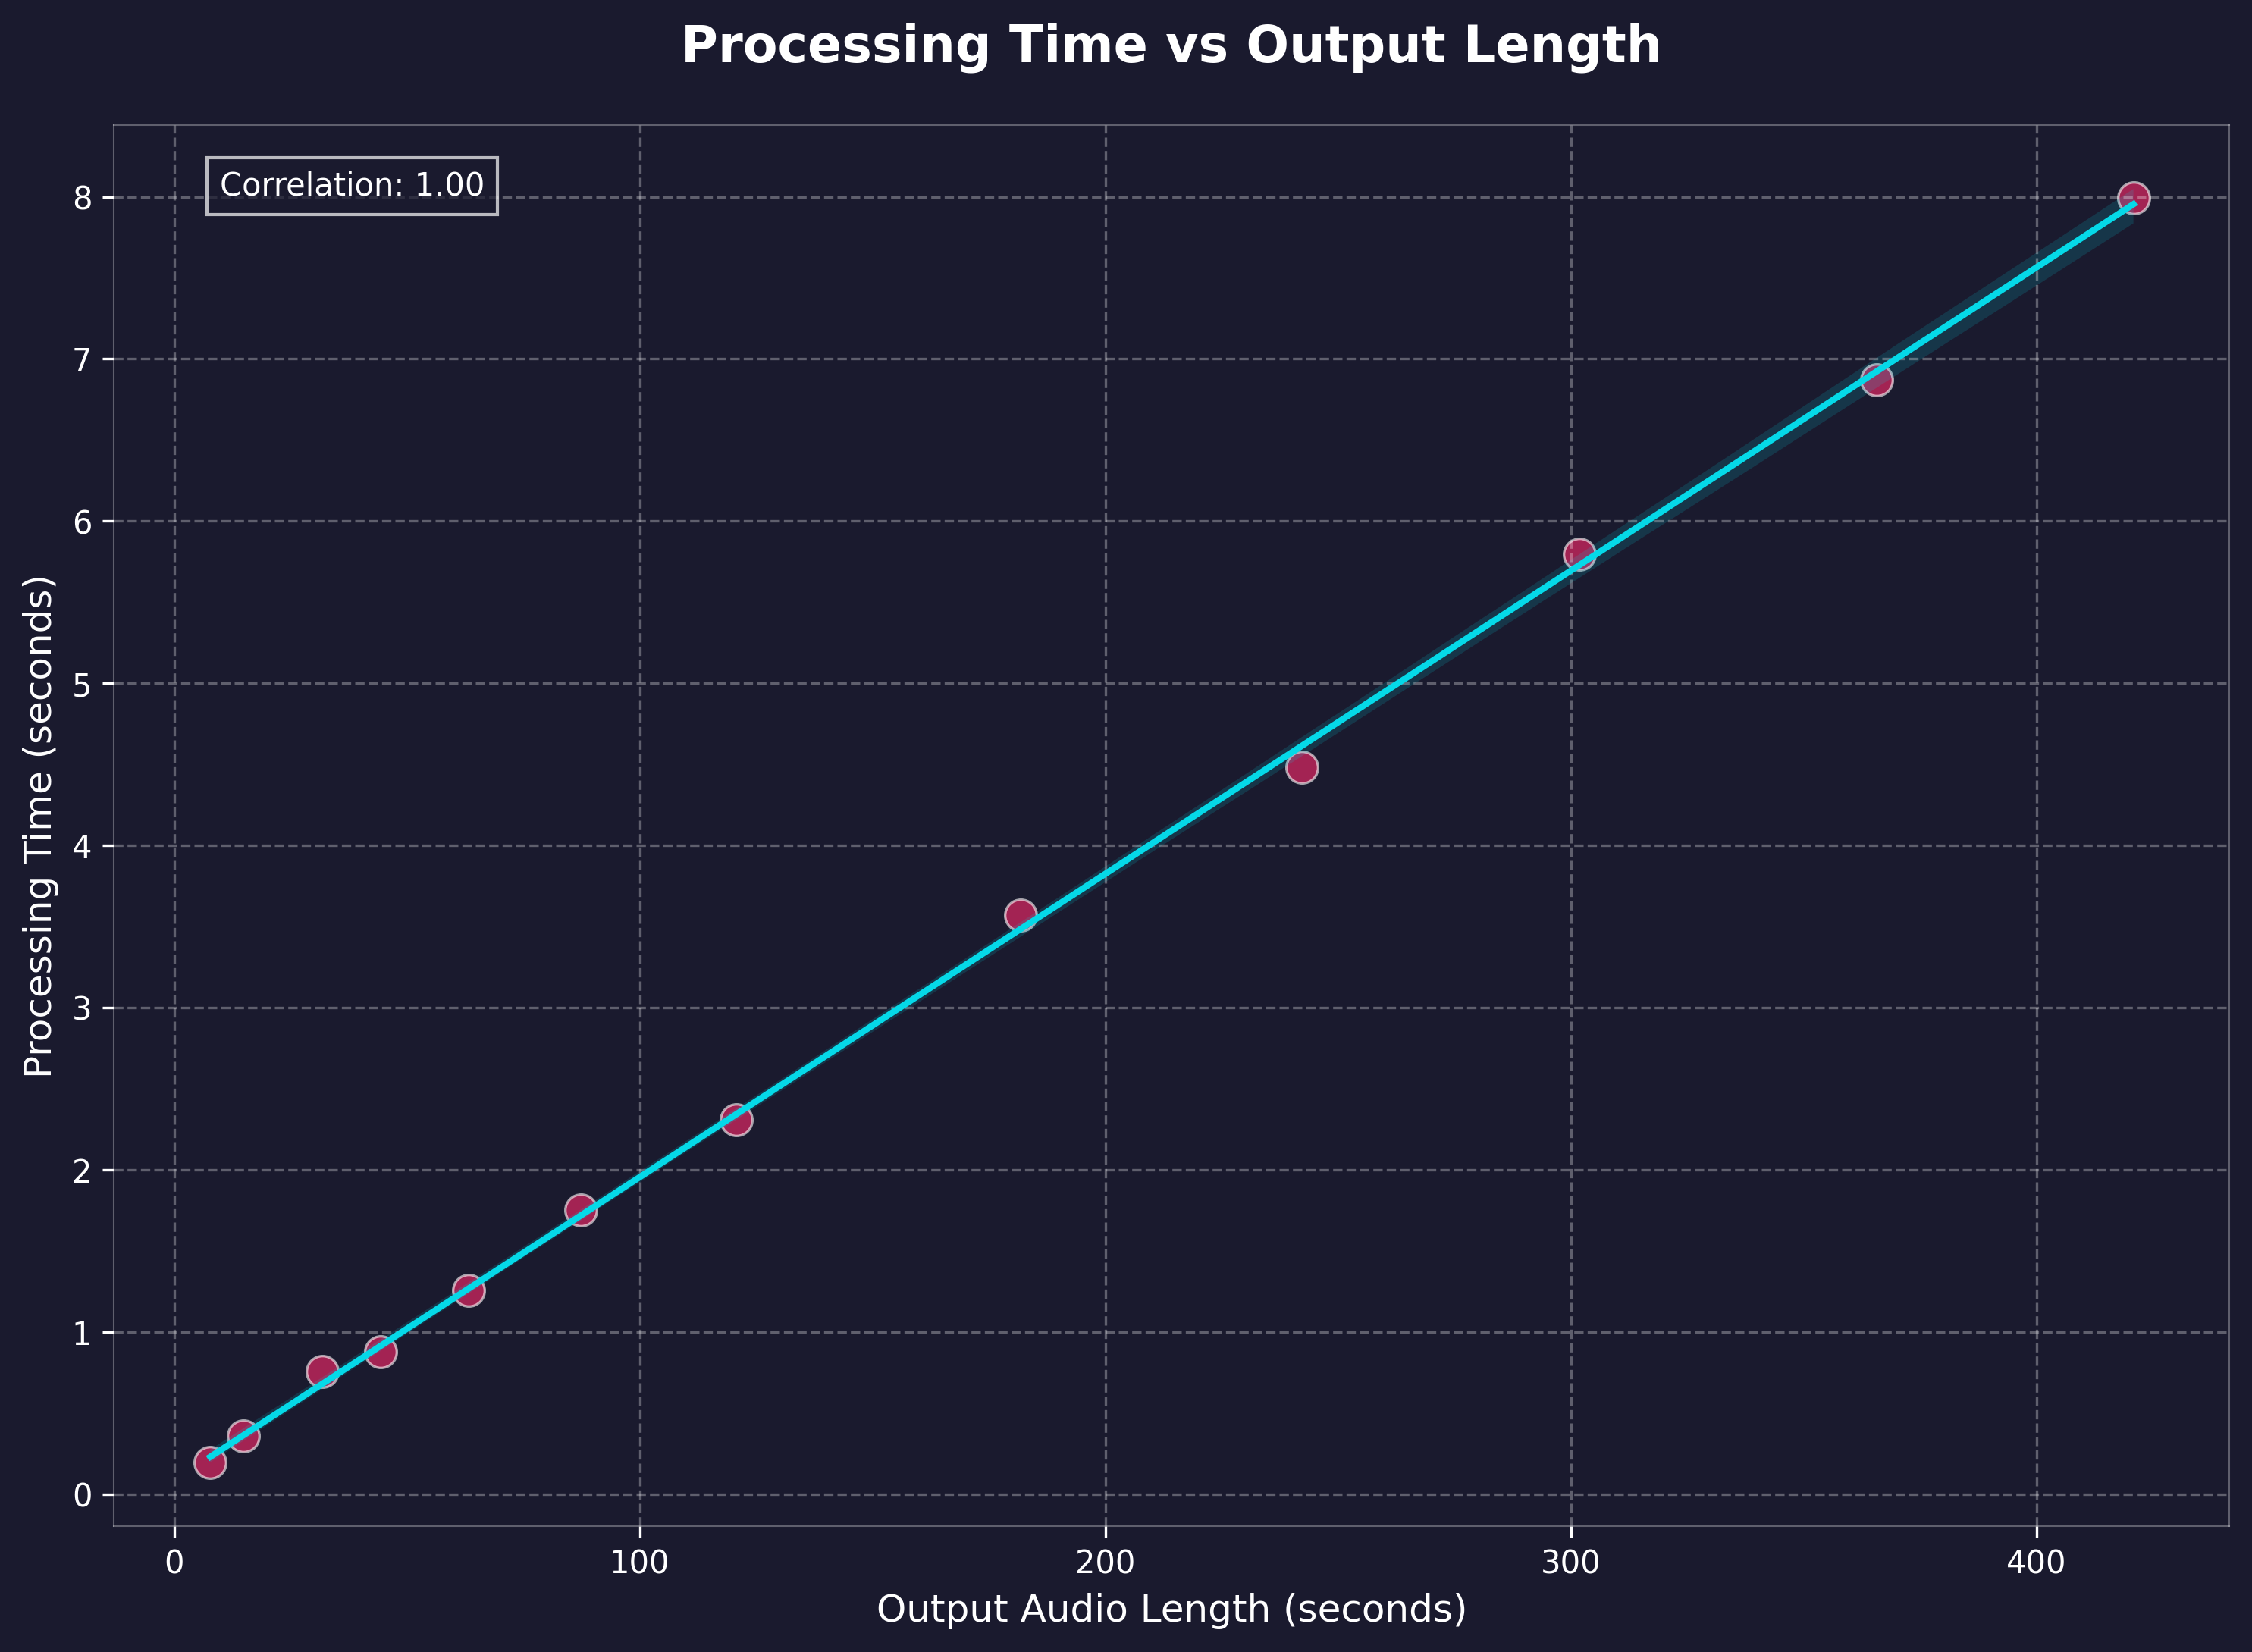 Processing Time vs Output Length
Correlation: 1.00
8
7
6
5
4
3
2
1
0
Processing Time (seconds)
0 100 200 300 400
Output Audio Length (seconds)